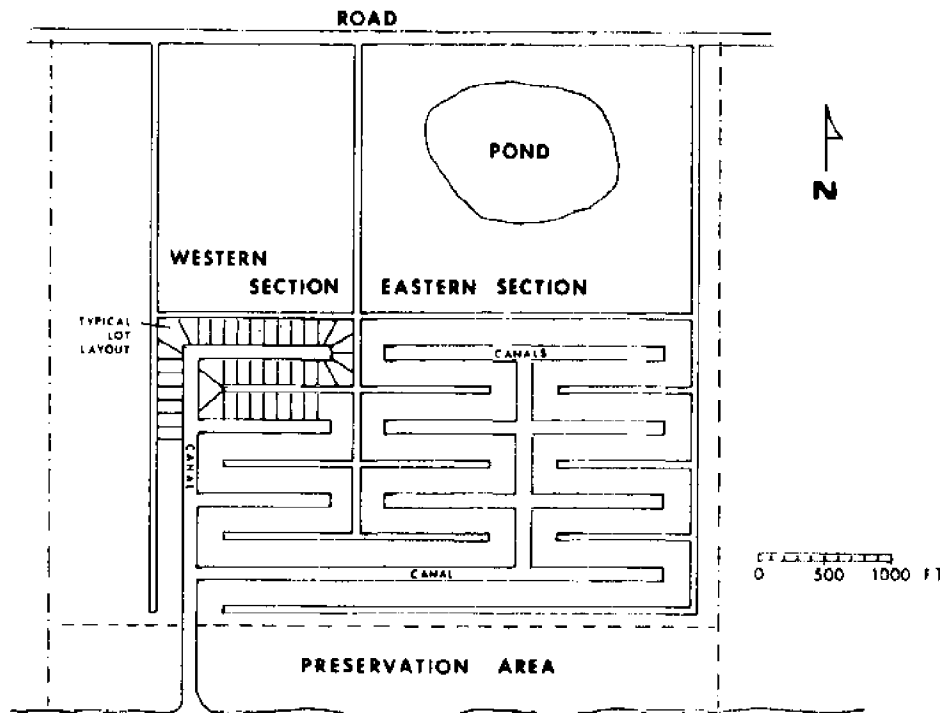 ROAD
POND
N
WESTERN
SECTION
EASTERN SECTION
TYPICAL
LOT
LAYOUT
CANALS
CANAL
CANAL
0 500 1000 FT
PRESERVATION AREA